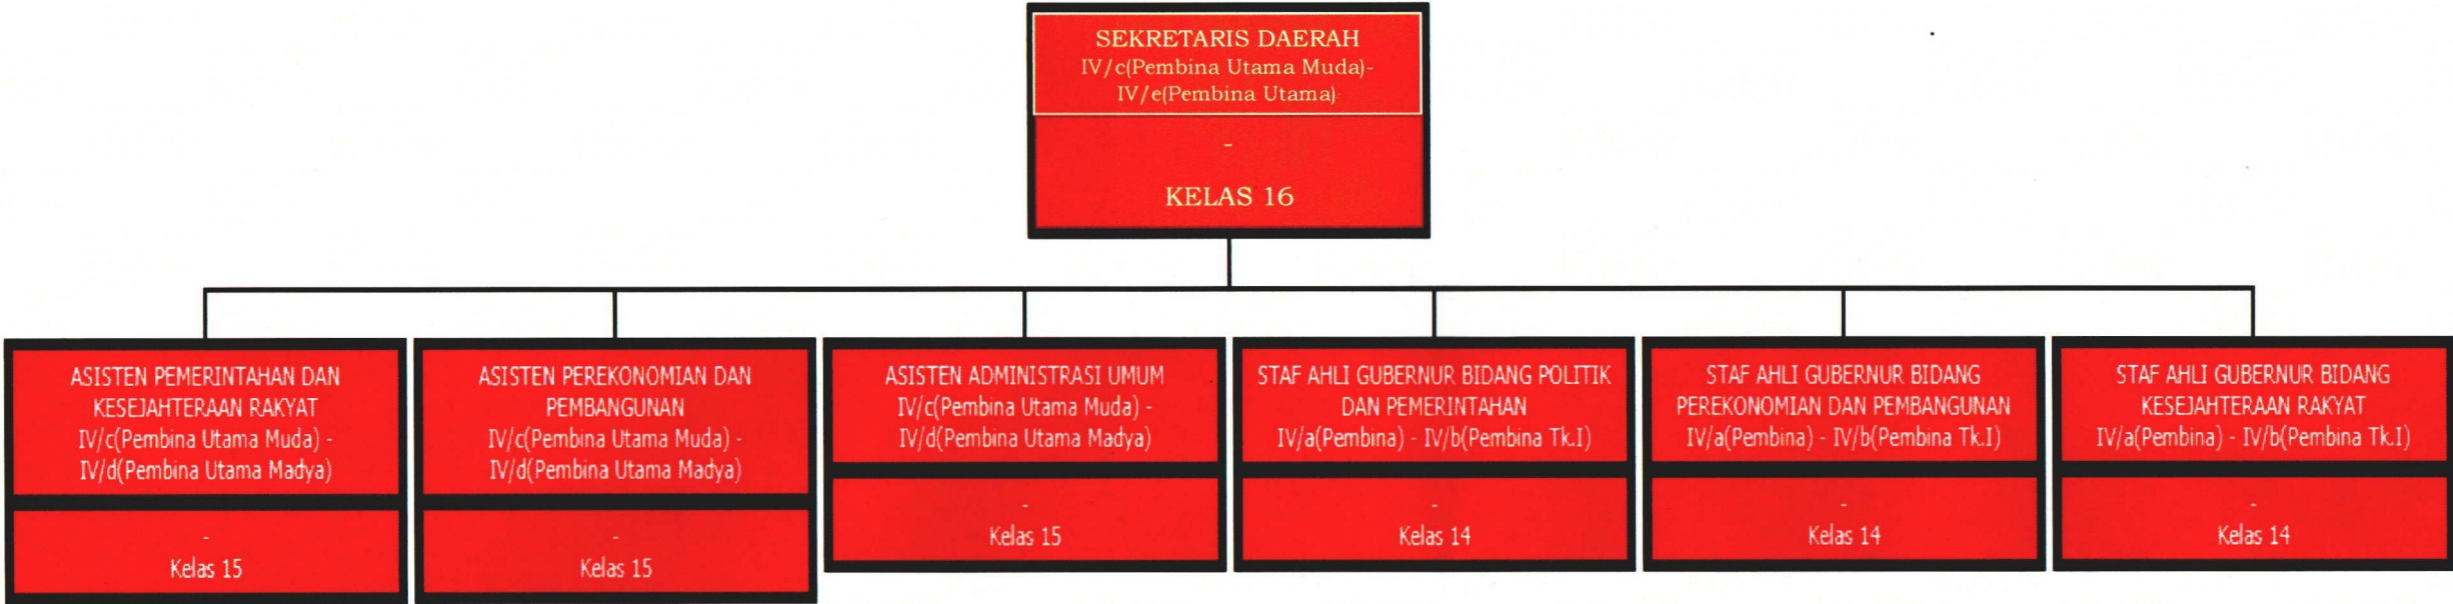 SEKRETARIS DAERAH
IV/c(Pembina Utama Muda)-
IV/e(Pembina Utama)
-
KELAS 16
ASISTEN PEMERINTAHAN DAN
KESEJAHTERAAN RAKYAT
IV/c(Pembina Utama Muda) -
IV/d(Pembina Utama Madya)
-
Kelas 15
ASISTEN PEREKONOMIAN DAN
PEMBANGUNAN
IV/c(Pembina Utama Muda) -
IV/d(Pembina Utama Madya)
-
Kelas 15
ASISTEN ADMINISTRASI UMUM
IV/c(Pembina Utama Muda) -
IV/d(Pembina Utama Madya)
-
Kelas 15
STAF AHLI GUBERNUR BIDANG POLITIK
DAN PEMERINTAHAN
IV/a(Pembina) - IV/b(Pembina Tk.I)
-
Kelas 14
STAF AHLI GUBERNUR BIDANG
PEREKONOMIAN DAN PEMBANGUNAN
IV/a(Pembina) - IV/b(Pembina Tk.I)
-
Kelas 14
STAF AHLI GUBERNUR BIDANG
KESEJAHTERAAN RAKYAT
IV/a(Pembina) - IV/b(Pembina Tk.I)
-
Kelas 14